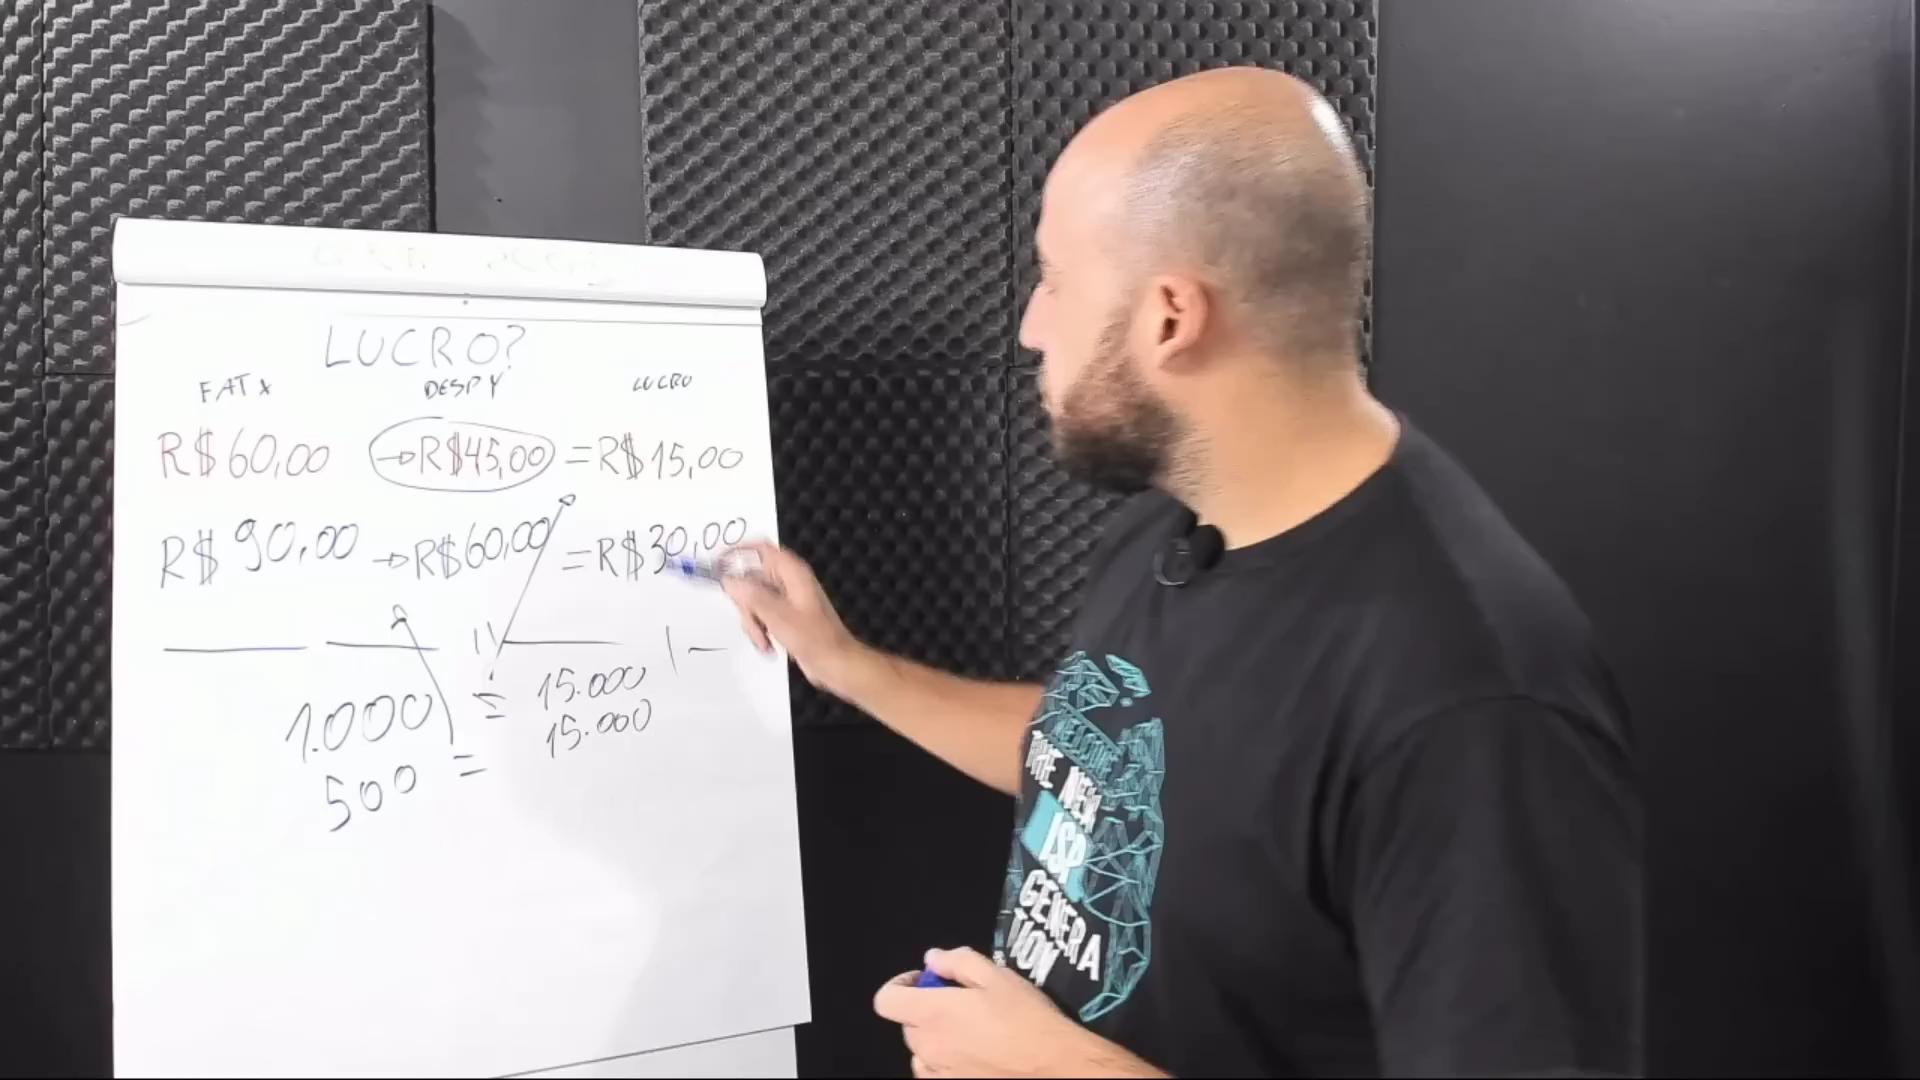 LUCRO?
FAT X DESP Y LUCRO
R$60,00 →R$45,00 =R$15,00
R$90,00 →R$60,00 =R$30,00
1.000 = 15.000
15.000
500 =
WELCOME
THE NEW
ISP
GENERA
TION